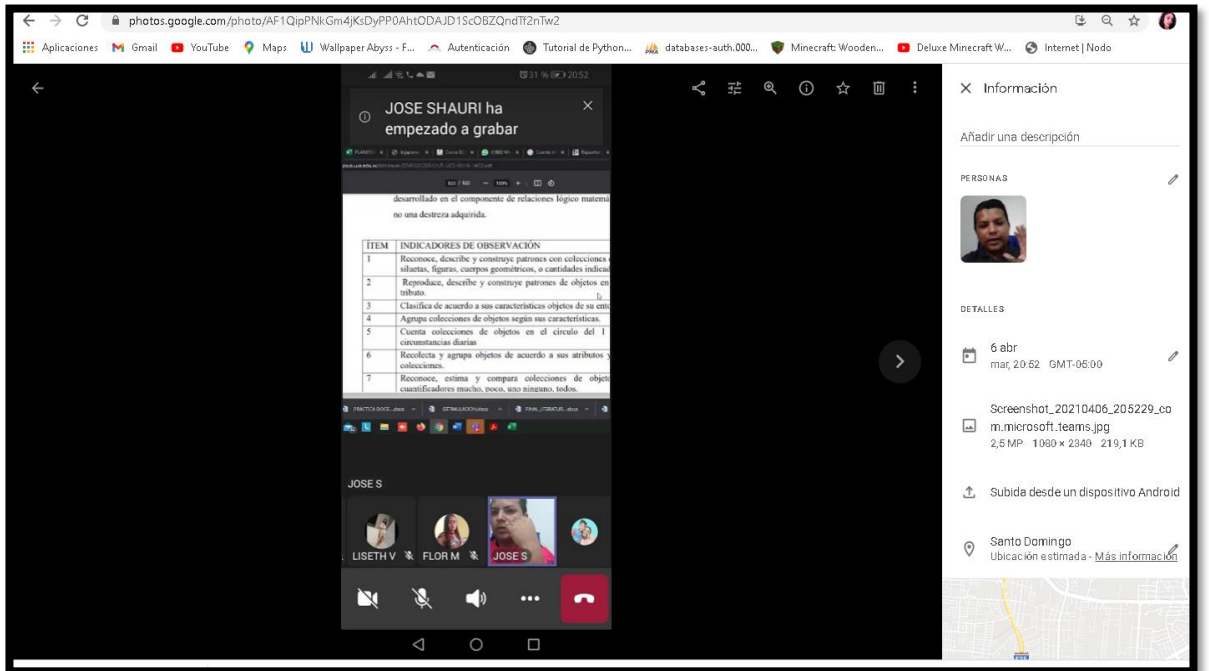 photos.google.com/photo/AF1QipPNkGm4jKsDyPP0AhtODAJD1ScOBZQndTf2nTw2
Aplicaciones Gmail YouTube Maps Wallpaper Abyss - F... Autenticación Tutorial de Python... databases-auth.000... Minecraft: Wooden... Deluxe Minecraft W... Internet | Nodo
31 % 20:52
JOSE SHAURI ha
empezado a grabar
desarrollado en el componente de relaciones lógico matemá
no una destreza adquirida.
ÍTEM INDICADORES DE OBSERVACIÓN
1 Reconoce, describe y construye patrones con colecciones
siluetas, figuras, cuerpos geométricos, o cantidades indicad
2 Reproduce, describe y construye patrones de objetos en
tributo.
3 Clasifica de acuerdo a sus características objetos de su ento
4 Agrupa colecciones de objetos según sus características.
5 Cuenta colecciones de objetos en el círculo del 1
circunstancias diarias
6 Recolecta y agrupa objetos de acuerdo a sus atributos y
colecciones.
7 Reconoce, estima y compara colecciones de objeto
cuantificadores mucho, poco, uno ninguno, todos.
JOSE S
LISETH V FLOR M JOSE S
Información
Añadir una descripción
PERSONAS
DETALLES
6 abr
mar, 20:52 GMT-05:00
Screenshot_20210406_205229_co
m.microsoft.teams.jpg
2,5 MP 1080 × 2340 219,1 KB
Subida desde un dispositivo Android
Santo Domingo
Ubicación estimada - Más información